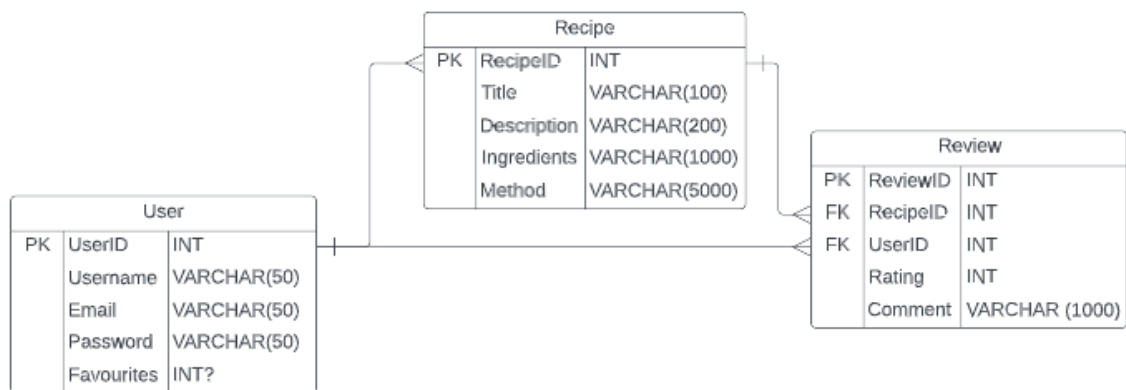 Recipe
PK RecipeID INT
Title VARCHAR(100)
Description VARCHAR(200)
Ingredients VARCHAR(1000)
Method VARCHAR(5000)
Review
PK ReviewID INT
FK RecipeID INT
FK UserID INT
Rating INT
Comment VARCHAR (1000)
User
PK UserID INT
Username VARCHAR(50)
Email VARCHAR(50)
Password VARCHAR(50)
Favourites INT?